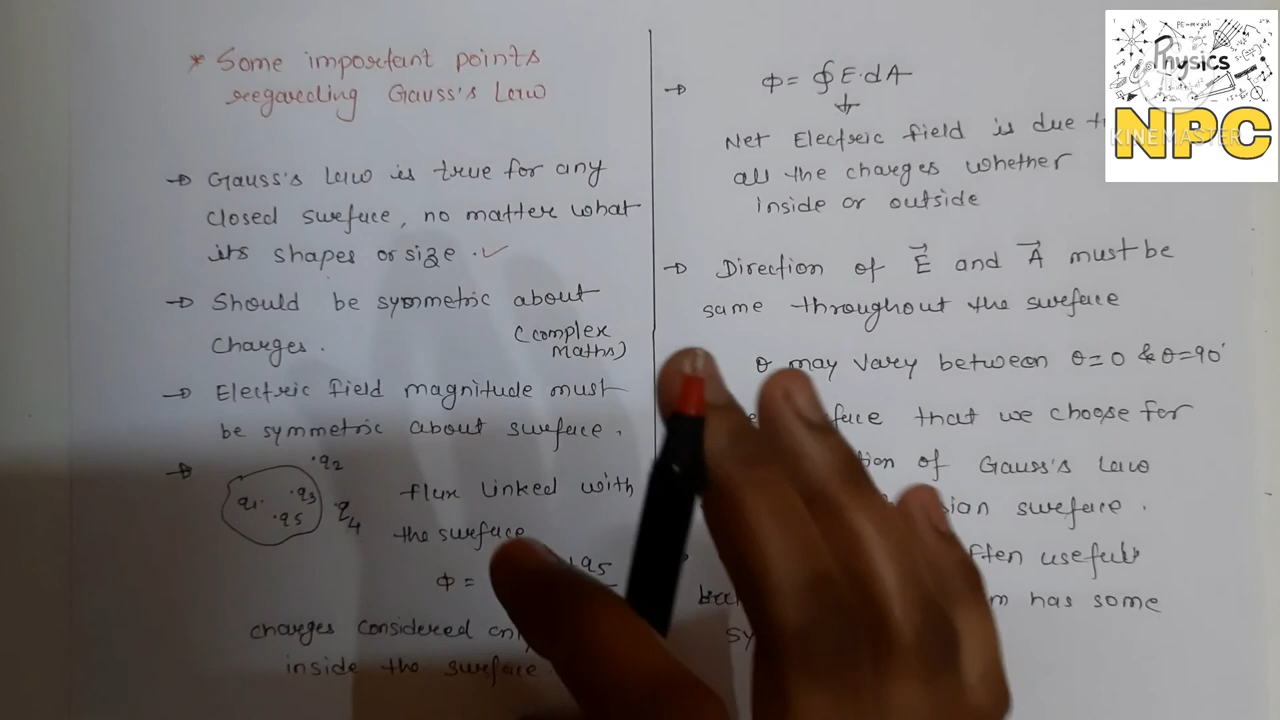 * Some important points
regarding Gauss's Law
→ Gauss's Law is true for any
closed surface, no matter what
its shapes or size. ✓
→ Should be symmetric about
charges. (complex
maths)
→ Electric field magnitude must
be symmetric about surface.
→ q1 .q3 .q5 .q2 .q4
flux linked with
the surface
Φ = q5
charges considered only
inside the surface
→ Φ = ∮E·dA
Net Electric field is due
all the charges whether
inside or outside
→ Direction of E⃗ and A⃗ must be
same throughout the surface
θ may vary between θ=0 & θ=90°
that we choose for
of Gauss's Law
surface.
useful
has some
Physics
NPC
KINEMASTER